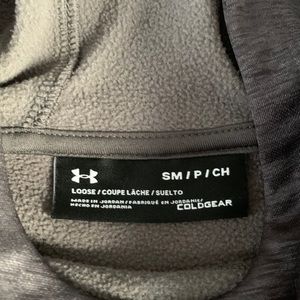 SM / P / CH
LOOSE / COUPE LÂCHE / SUELTO
MADE IN JORDAN / FABRIQUÉ EN JORDANIE /
HECHO EN JORDANIA
COLDGEAR